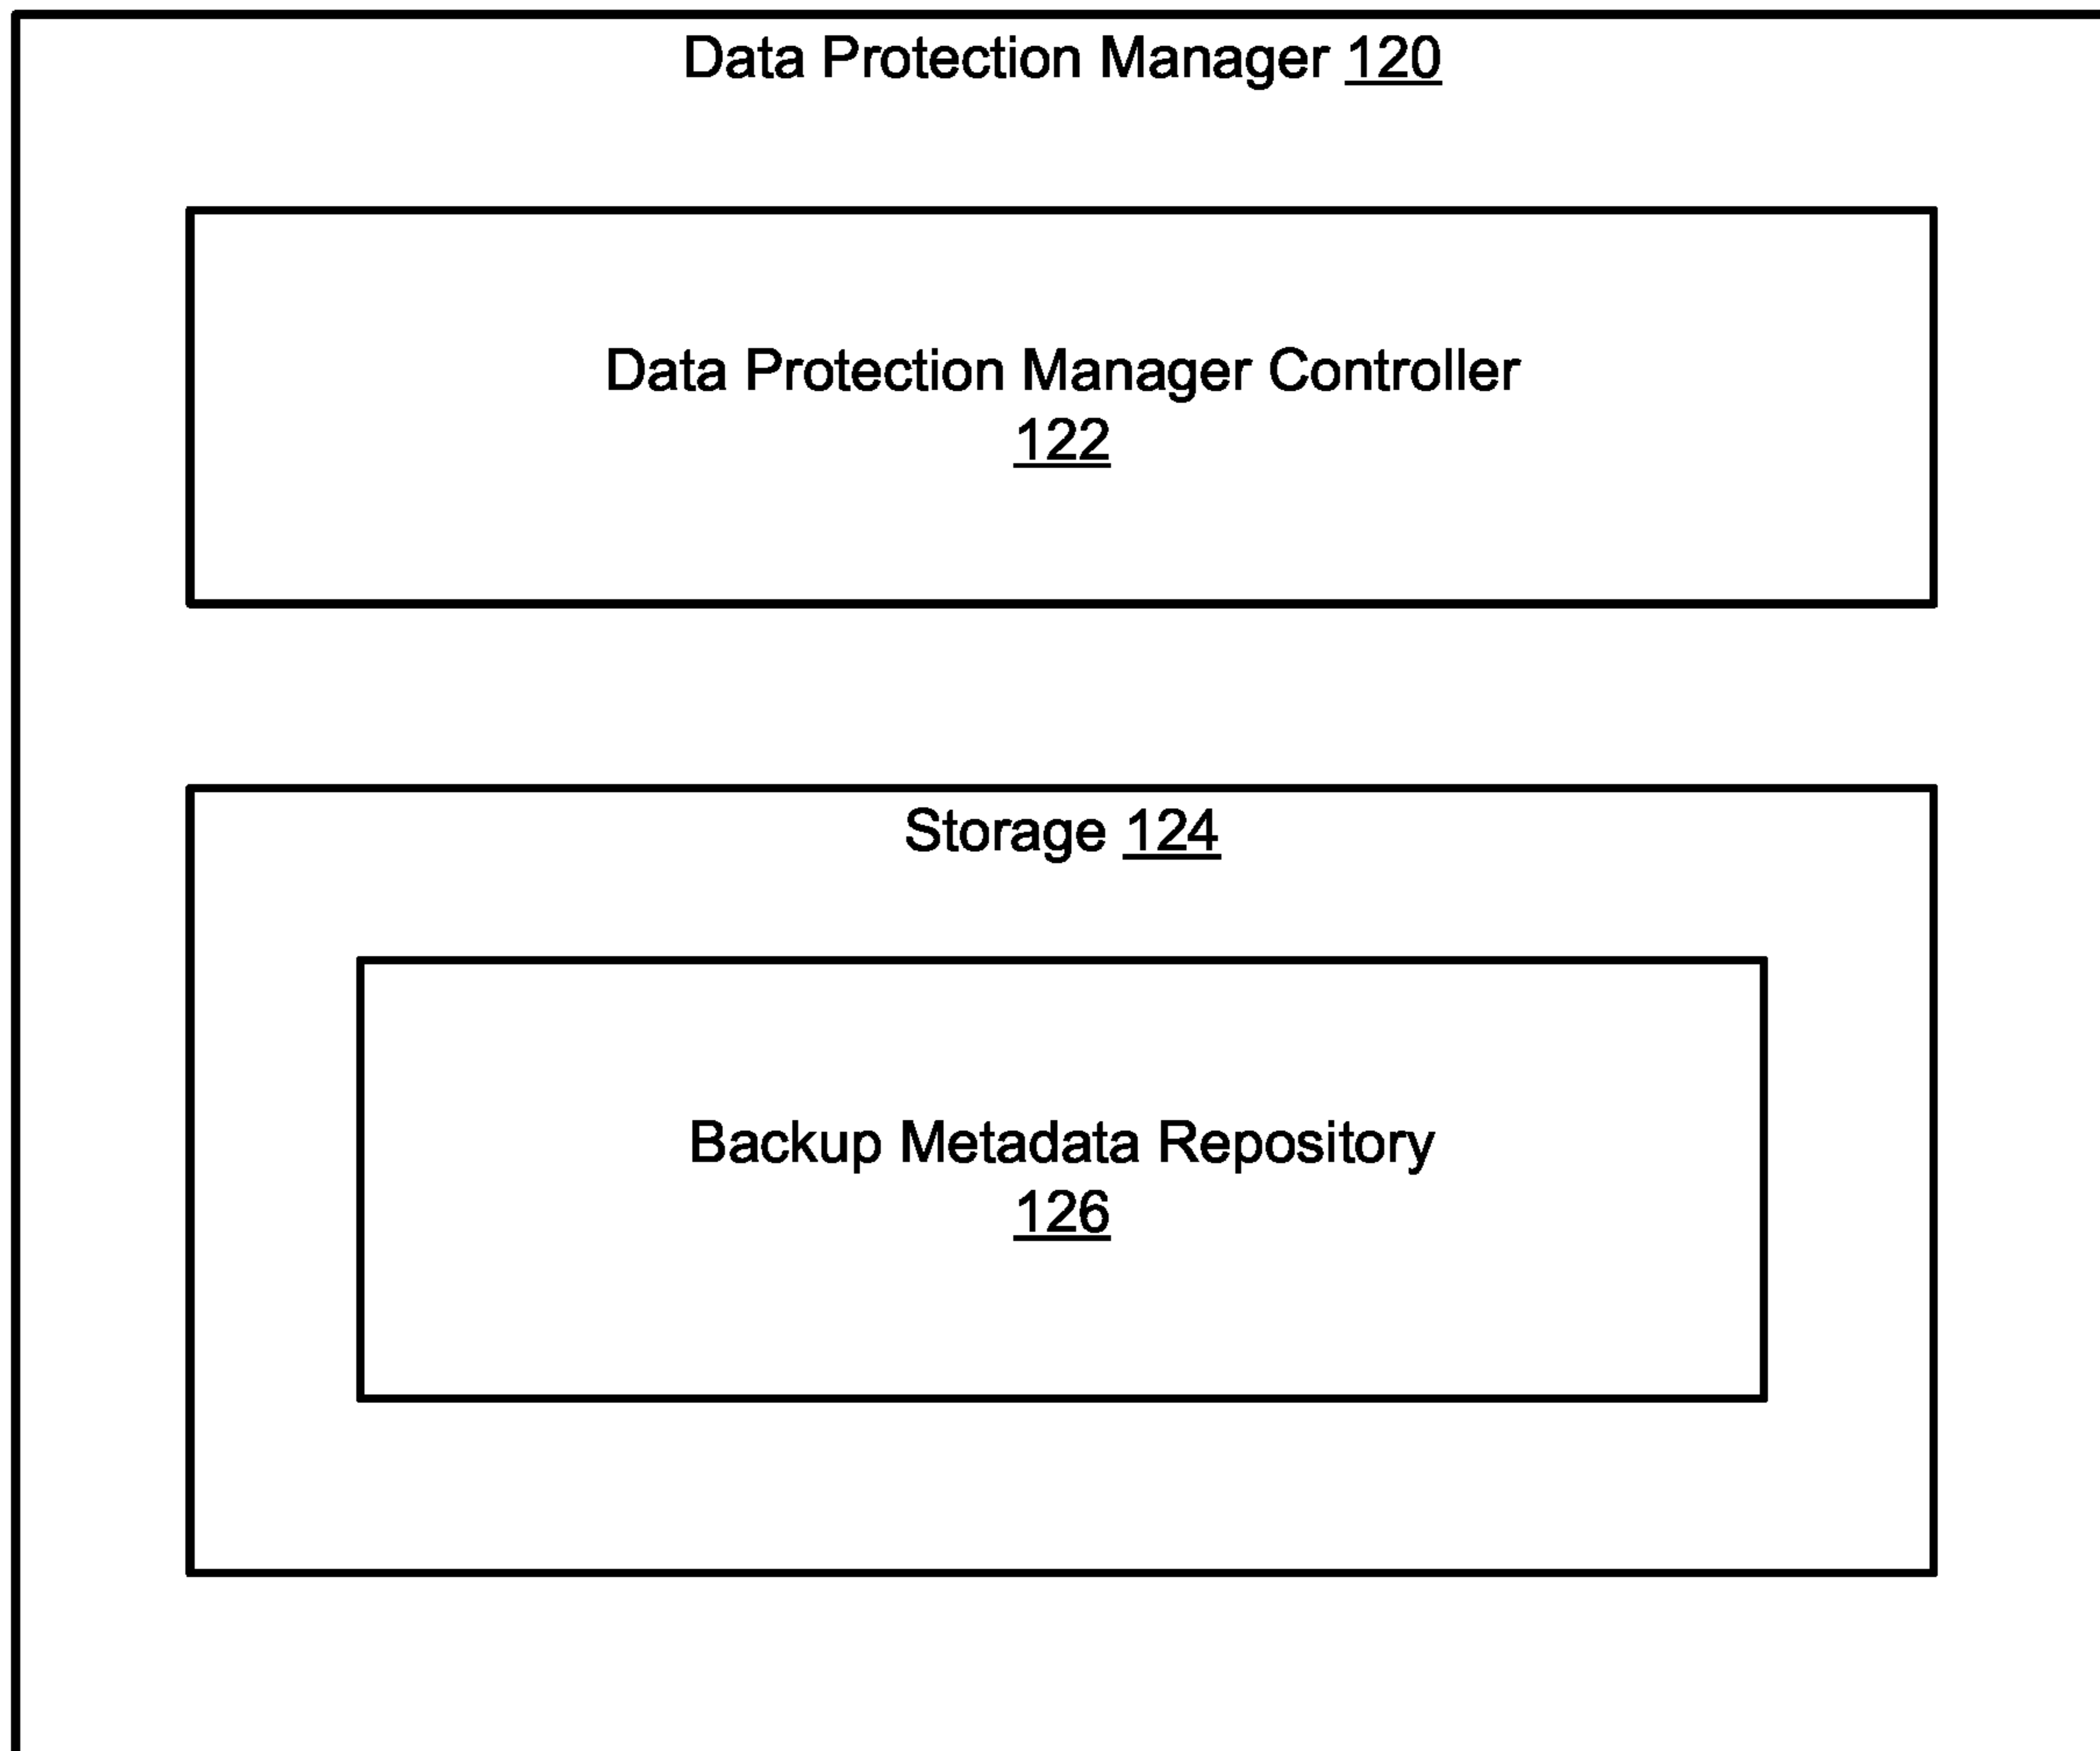 Data Protection Manager 120
Data Protection Manager Controller
122
Storage 124
Backup Metadata Repository
126